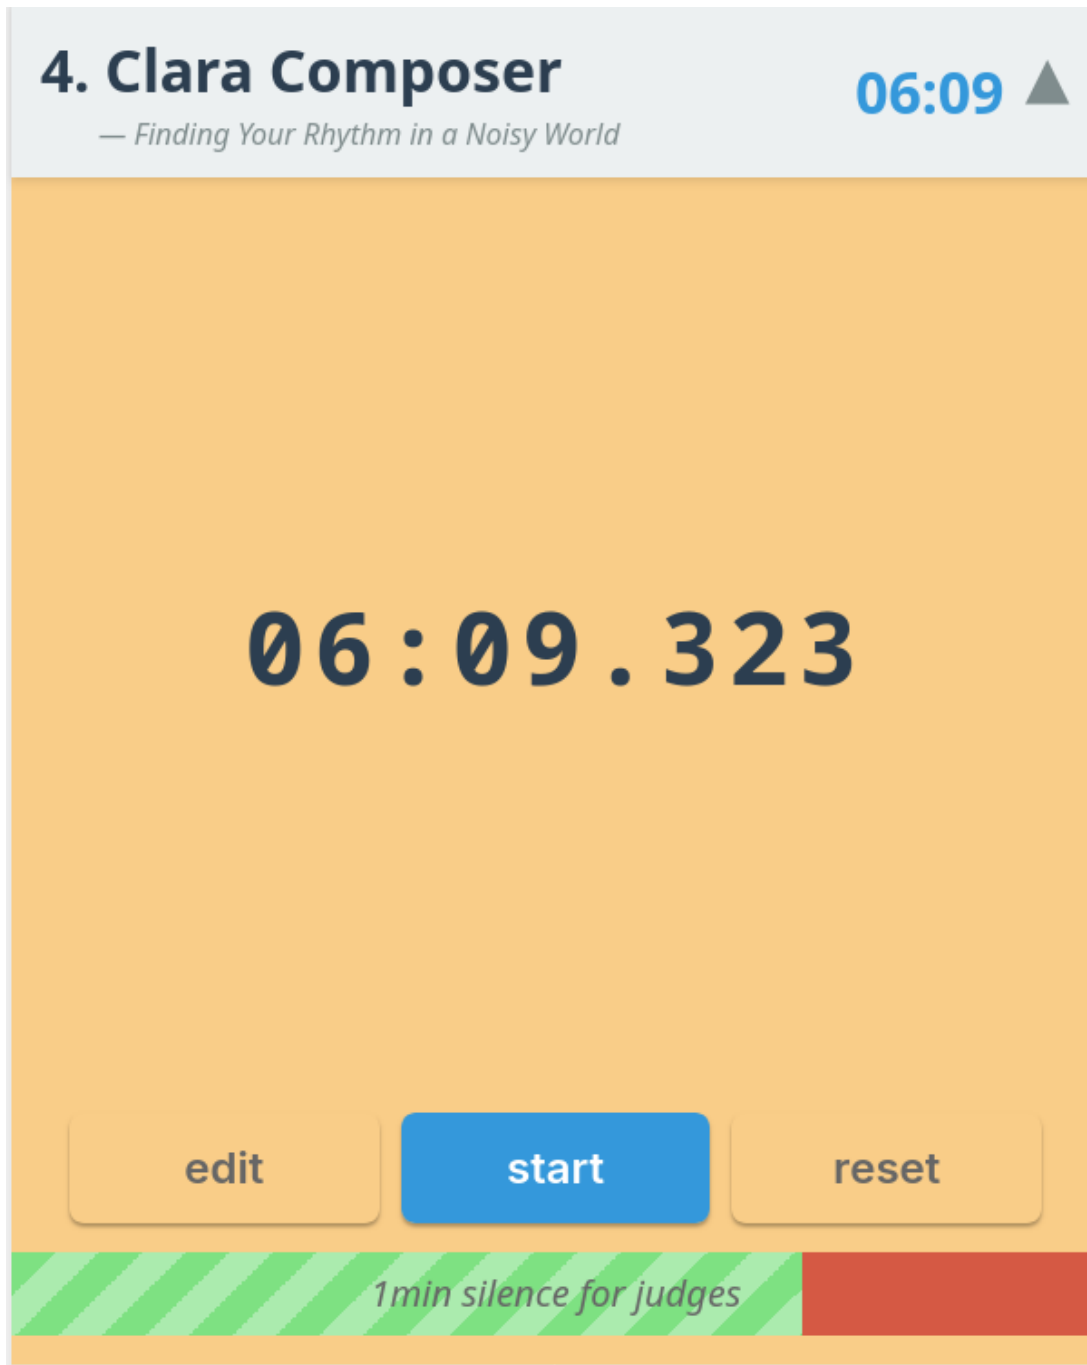 4. Clara Composer
— Finding Your Rhythm in a Noisy World
06:09
06:09.323
edit
start
reset
1min silence for judges